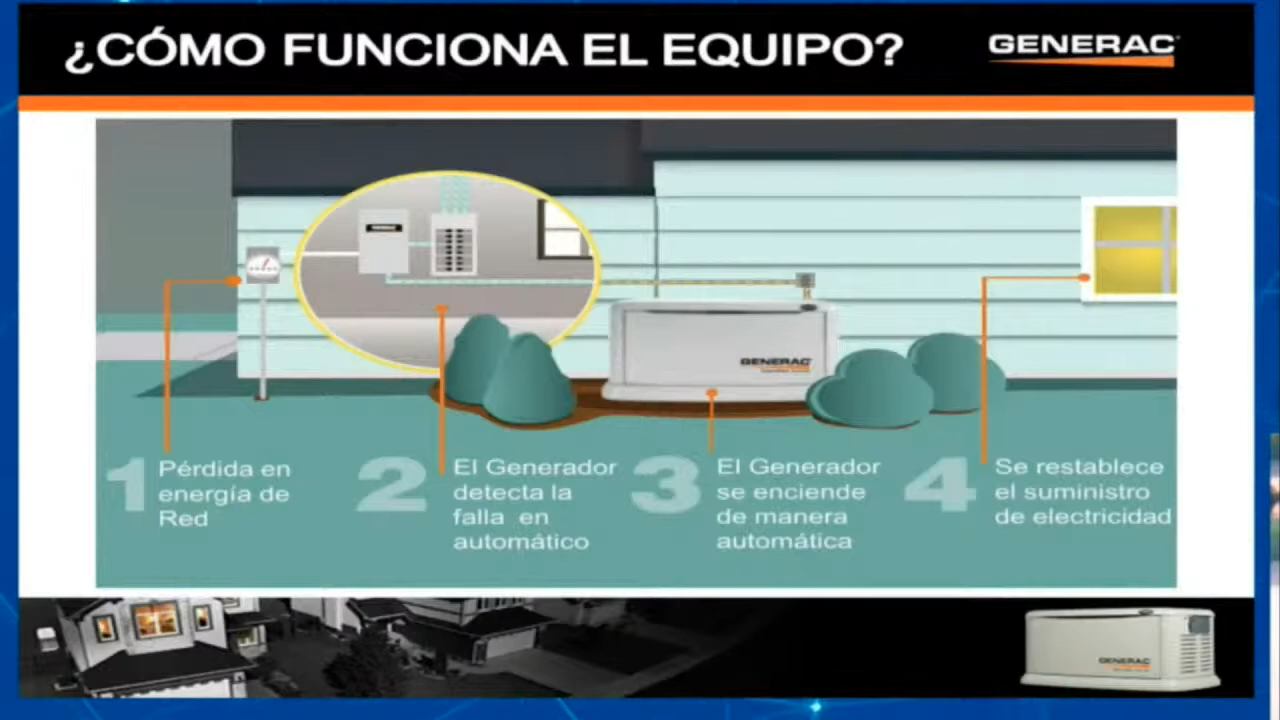 ¿CÓMO FUNCIONA EL EQUIPO?
GENERAC
GENERAC
1 Pérdida en
energía de
Red
2 El Generador
detecta la
falla en
automático
3 El Generador
se enciende
de manera
automática
4 Se restablece
el suministro
de electricidad
GENERAC